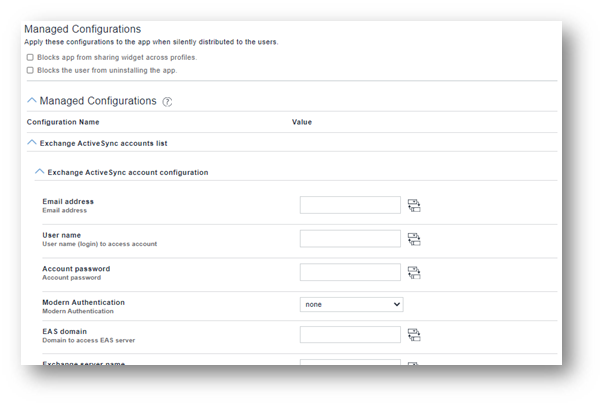 Managed Configurations
Apply these configurations to the app when silently distributed to the users.
Blocks app from sharing widget across profiles.
Blocks the user from uninstalling the app.
Managed Configurations ?
Configuration Name Value
Exchange ActiveSync accounts list
Exchange ActiveSync account configuration
Email address
Email address
User name
User name (login) to access account
Account password
Account password
Modern Authentication
none
Modern Authentication
EAS domain
Domain to access EAS server
Exchange server name